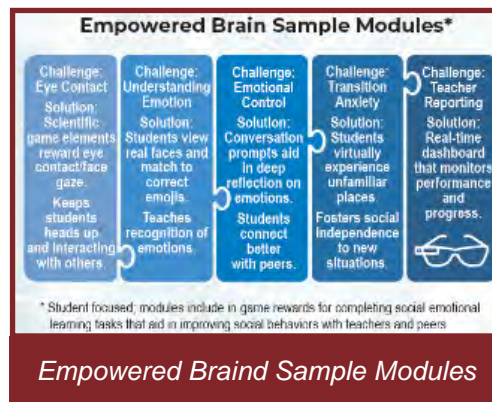 Empowered Brain Sample Modules*
Challenge:
Eye Contact
Solution:
Scientific
game elements
reward eye
contact/face
gaze.
Keeps
students
heads up
and interacting
with others.
Challenge:
Understanding
Emotion
Solution:
Students view
real faces and
match to
correct
emojis.
Teaches
recognition of
emotions.
Challenge:
Emotional
Control
Solution:
Conversation
prompts aid
in deep
reflection on
emotions.
Students
connect
better
with peers.
Challenge:
Transition
Anxiety
Solution:
Students
virtually
experience
unfamiliar
places.
Fosters social
independence
to new
situations.
Challenge:
Teacher
Reporting
Solution:
Real-time
dashboard
that monitors
performance
and
progress.
* Student focused; modules include in game rewards for completing social emotional
learning tasks that aid in improving social behaviors with teachers and peers
Empowered Braind Sample Modules